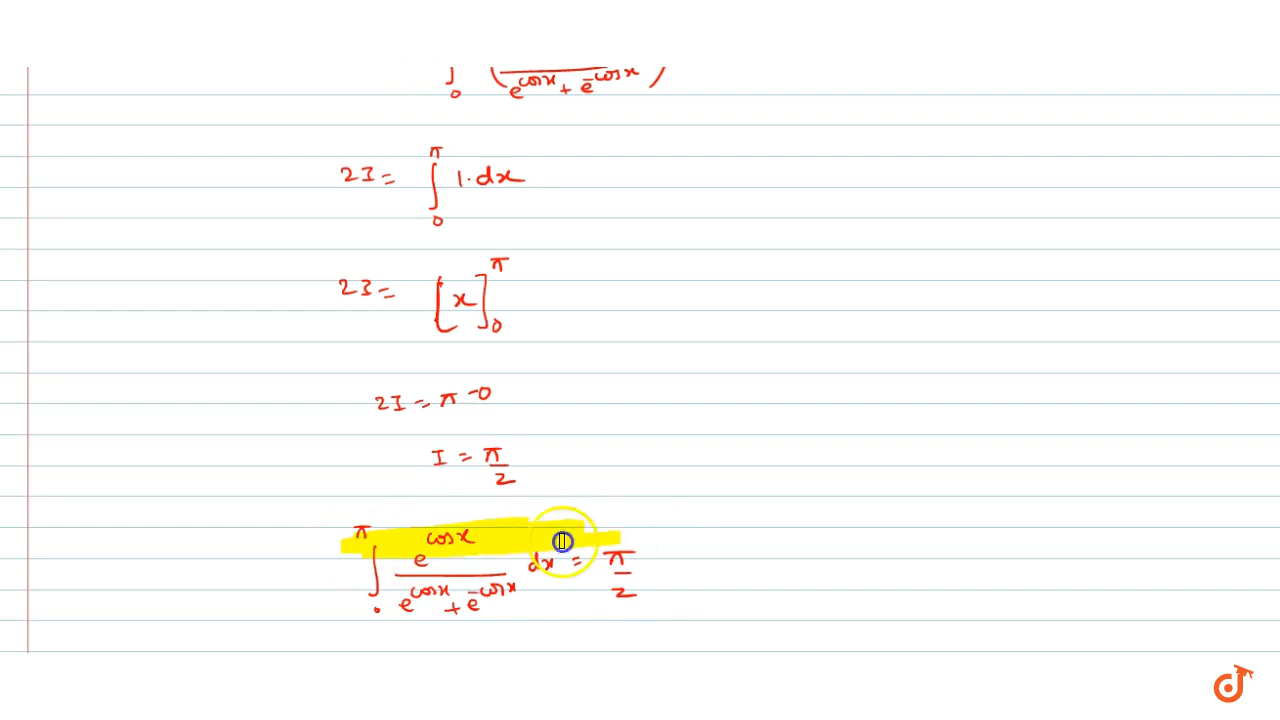 ∫₀ ( / (e^cosx + e^-cosx) )
2I = ∫₀^π 1·dx
2I = [x]₀^π
2I = π - 0
I = π/2
∫₀^π e^cosx / (e^cosx + e^-cosx) dx = π/2